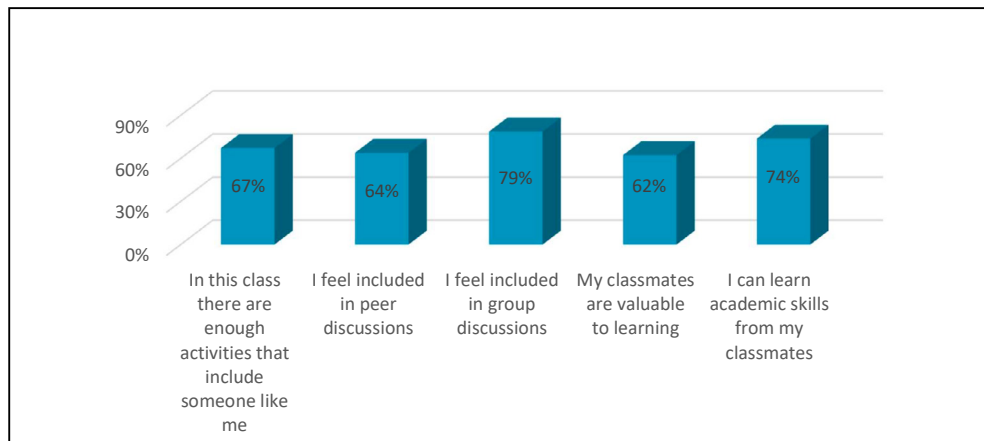 90%
60%
30%
0%
67%
64%
79%
62%
74%
In this class
there are
enough
activities that
include
someone like
me
I feel included
in peer
discussions
I feel included
in group
discussions
My classmates
are valuable
to learning
I can learn
academic skills
from my
classmates